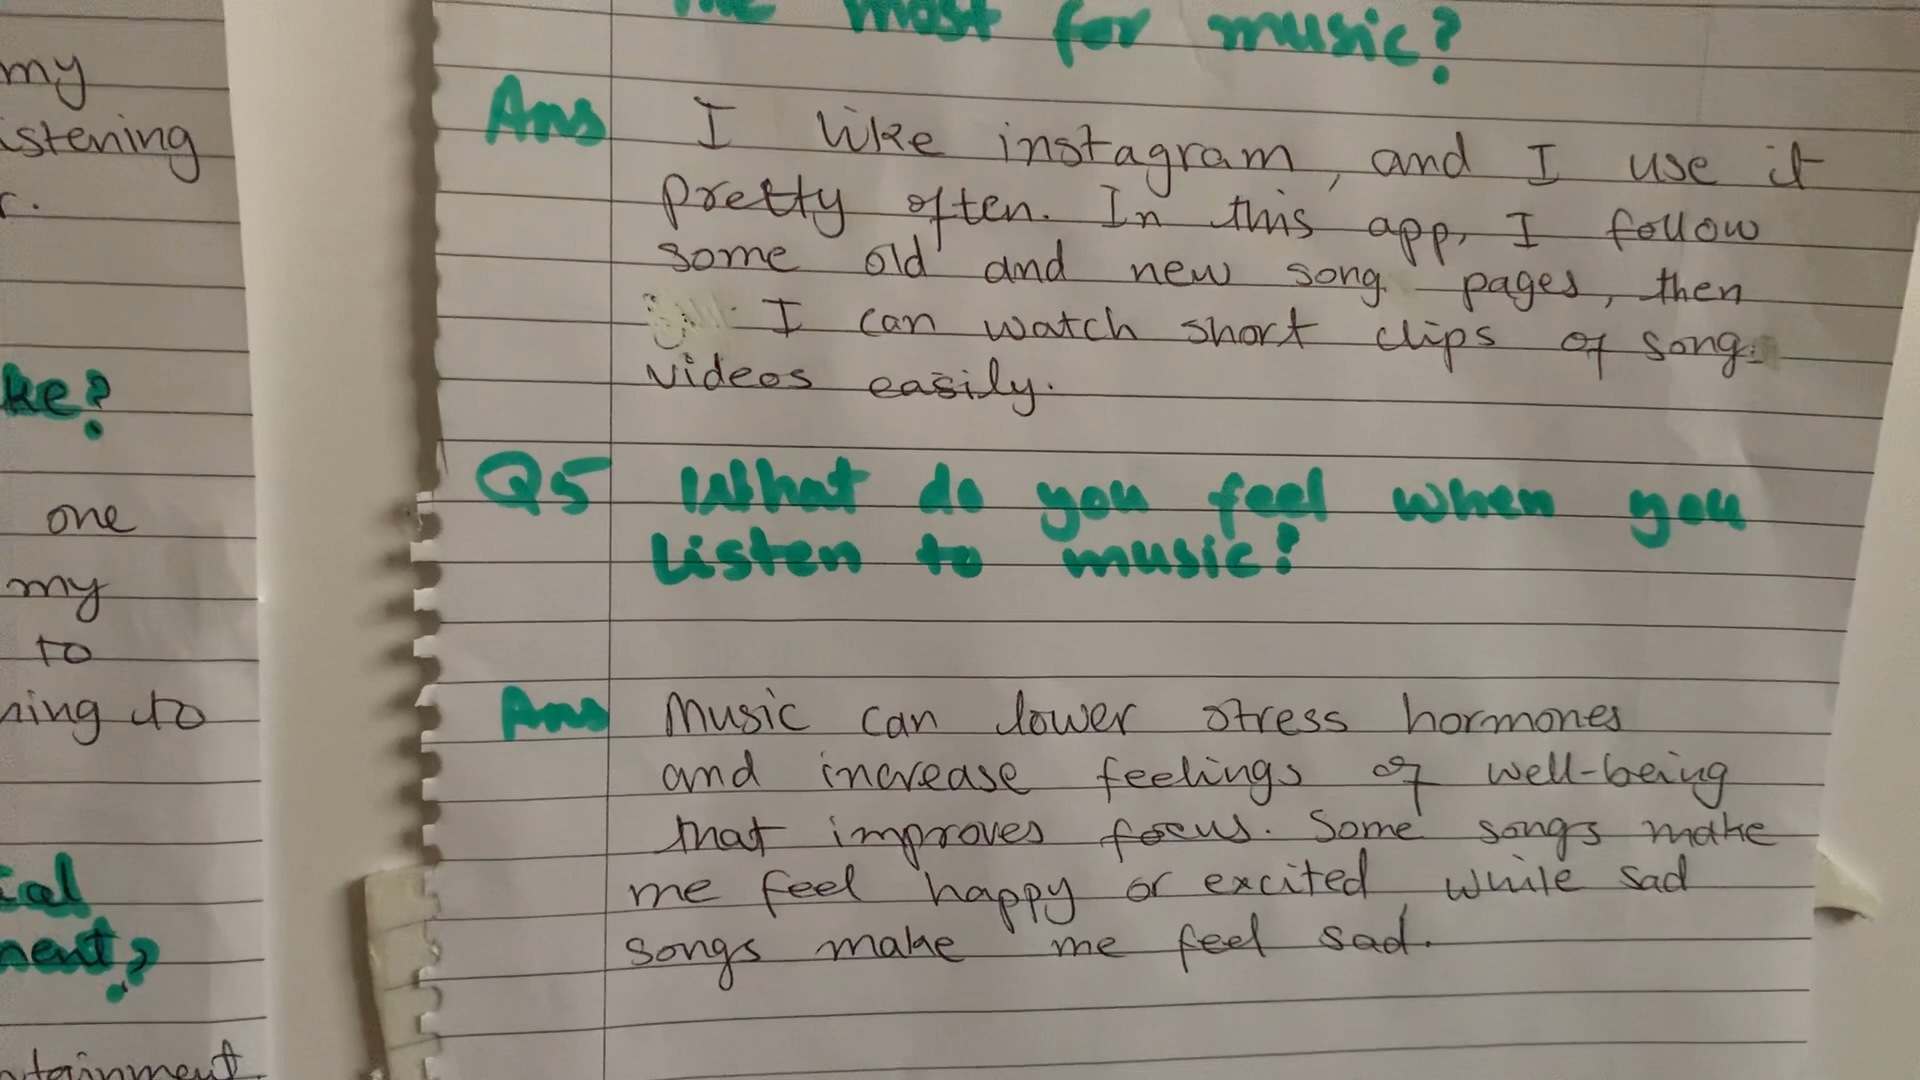 my
istening
r.
ke?
one
my
to
ning to
ical
ment?
tertainment
the most for music?
Ans I like instagram, and I use it
pretty often. In this app, I follow
some old and new song pages, then
I can watch short clips of song
videos easily.
Q5 What do you feel when you
Listen to music?
Ans Music can lower stress hormones
and increase feelings of well-being
that improves focus. Some songs make
me feel happy or excited, while sad
songs make me feel sad.